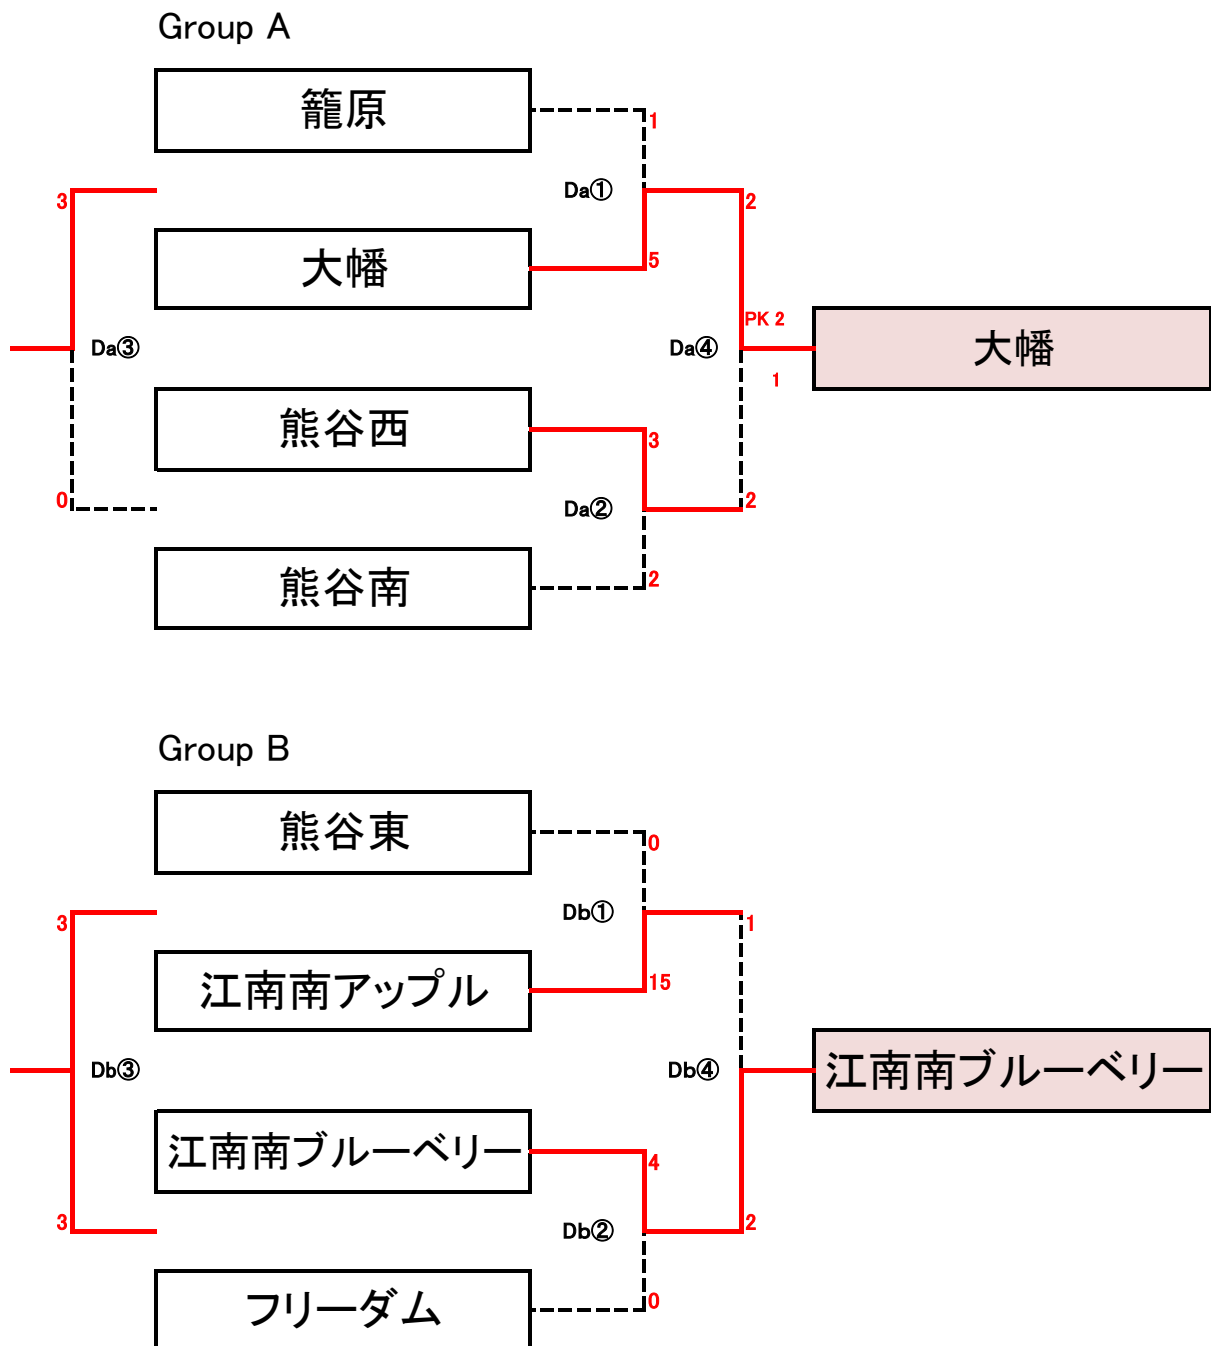 Group A
籠原
1
3
Da①
2
大幡
5
PK 2
Da③
Da④
大幡
1
熊谷西
3
0
Da②
2
熊谷南
2
Group B
熊谷東
0
3
Db①
1
江南南アップル
15
Db③
Db④
江南南ブルーベリー
江南南ブルーベリー
4
3
Db②
2
フリーダム
0